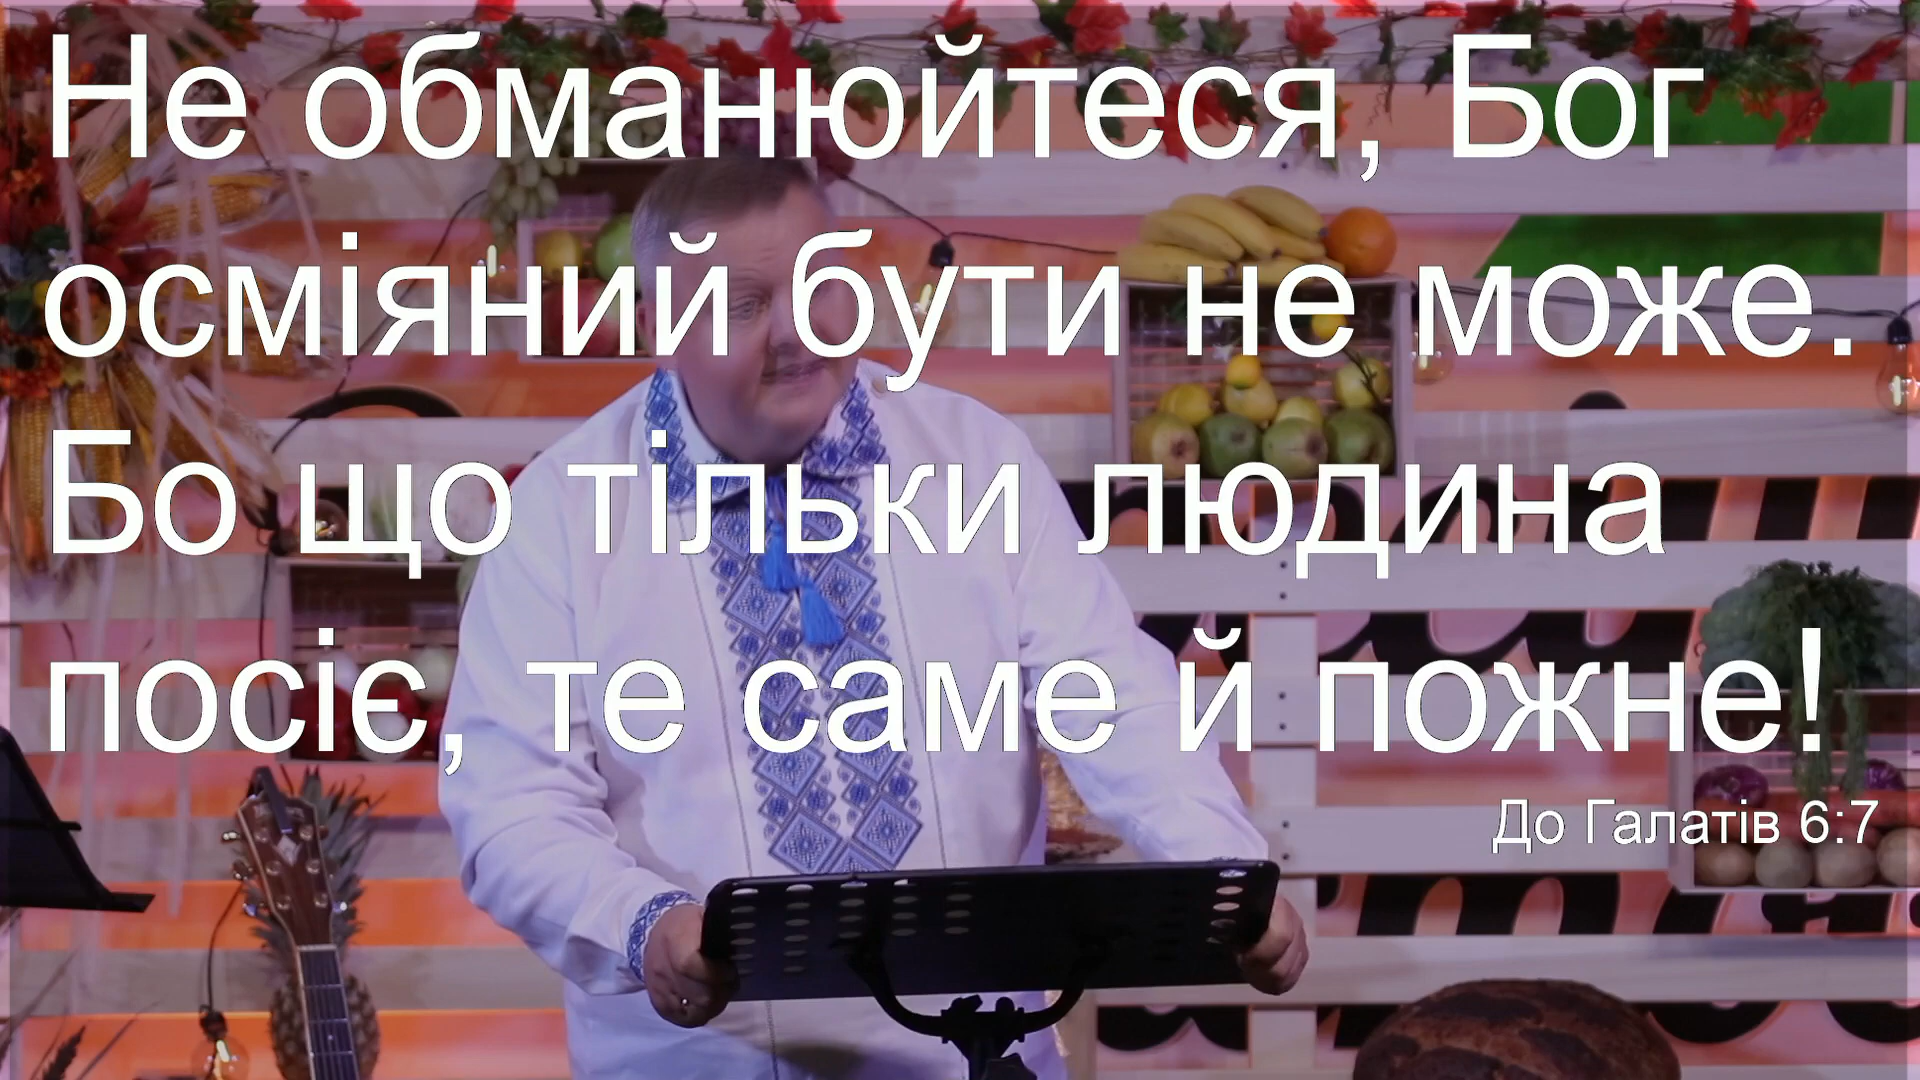 Не обманюйтеся, Бог
осміяний бути не може.
Бо що тільки людина
посіє, те саме й пожне!
До Галатів 6:7